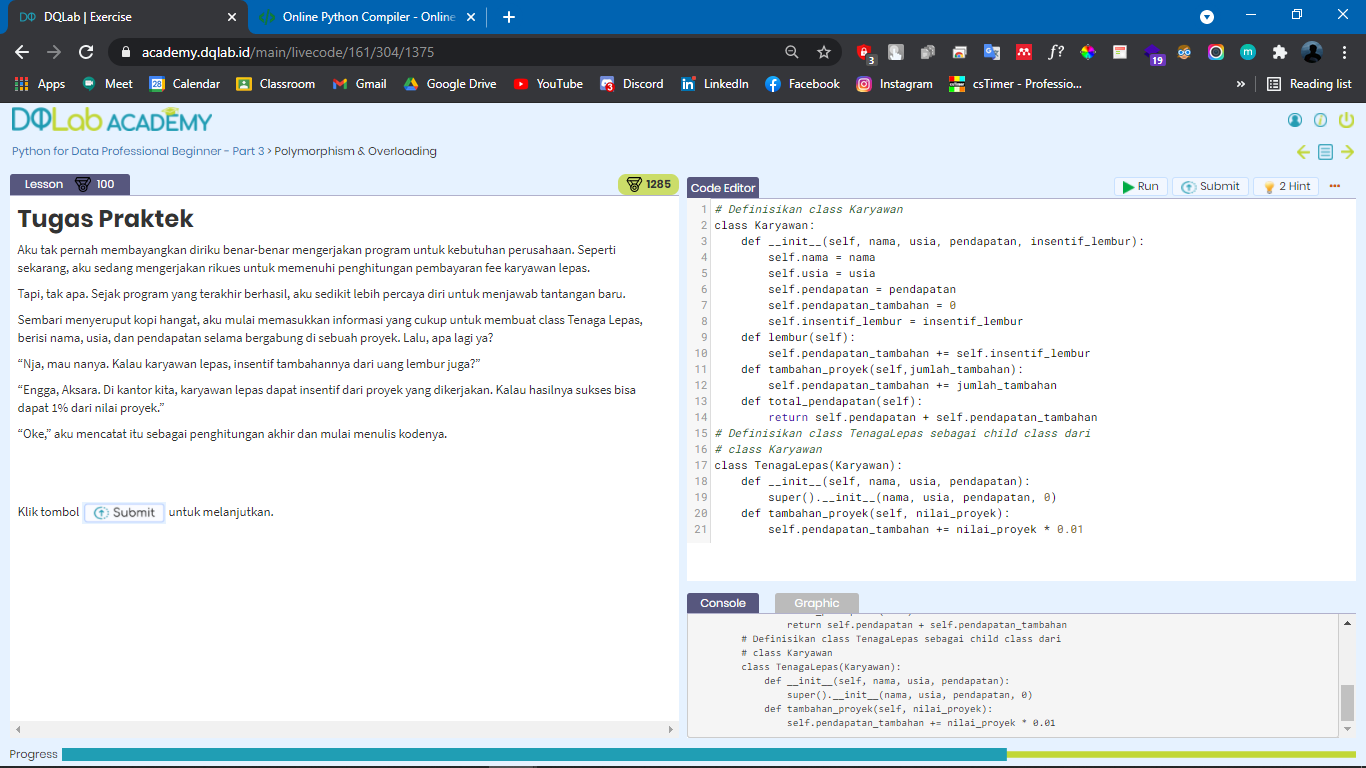 DQLab | Exercise
Online Python Compiler - Online
academy.dqlab.id/main/livecode/161/304/1375
3
f?
19
m
Apps
Meet
28
Calendar
Classroom
Gmail
Google Drive
YouTube
3
Discord
LinkedIn
Facebook
Instagram
csTimer - Professio...
»
Reading list
DQLab ACADEMY
Python for Data Professional Beginner - Part 3 > Polymorphism & Overloading
Lesson 100
1285
Tugas Praktek
Aku tak pernah membayangkan diriku benar-benar mengerjakan program untuk kebutuhan perusahaan. Seperti
sekarang, aku sedang mengerjakan rikues untuk memenuhi penghitungan pembayaran fee karyawan lepas.
Tapi, tak apa. Sejak program yang terakhir berhasil, aku sedikit lebih percaya diri untuk menjawab tantangan baru.
Sembari menyeruput kopi hangat, aku mulai memasukkan informasi yang cukup untuk membuat class Tenaga Lepas,
berisi nama, usia, dan pendapatan selama bergabung di sebuah proyek. Lalu, apa lagi ya?
“Nja, mau nanya. Kalau karyawan lepas, insentif tambahannya dari uang lembur juga?”
“Engga, Aksara. Di kantor kita, karyawan lepas dapat insentif dari proyek yang dikerjakan. Kalau hasilnya sukses bisa
dapat 1% dari nilai proyek.”
“Oke,” aku mencatat itu sebagai penghitungan akhir dan mulai menulis kodenya.
Klik tombol Submit untuk melanjutkan.
Code Editor
Run
Submit
2 Hint
1 # Definisikan class Karyawan
2 class Karyawan:
3     def __init__(self, nama, usia, pendapatan, insentif_lembur):
4         self.nama = nama
5         self.usia = usia
6         self.pendapatan = pendapatan
7         self.pendapatan_tambahan = 0
8         self.insentif_lembur = insentif_lembur
9     def lembur(self):
10         self.pendapatan_tambahan += self.insentif_lembur
11     def tambahan_proyek(self,jumlah_tambahan):
12         self.pendapatan_tambahan += jumlah_tambahan
13     def total_pendapatan(self):
14         return self.pendapatan + self.pendapatan_tambahan
15 # Definisikan class TenagaLepas sebagai child class dari
16 # class Karyawan
17 class TenagaLepas(Karyawan):
18     def __init__(self, nama, usia, pendapatan):
19         super().__init__(nama, usia, pendapatan, 0)
20     def tambahan_proyek(self, nilai_proyek):
21         self.pendapatan_tambahan += nilai_proyek * 0.01
Console
Graphic
return self.pendapatan + self.pendapatan_tambahan
# Definisikan class TenagaLepas sebagai child class dari
# class Karyawan
class TenagaLepas(Karyawan):
    def __init__(self, nama, usia, pendapatan):
        super().__init__(nama, usia, pendapatan, 0)
    def tambahan_proyek(self, nilai_proyek):
        self.pendapatan_tambahan += nilai_proyek * 0.01
Progress